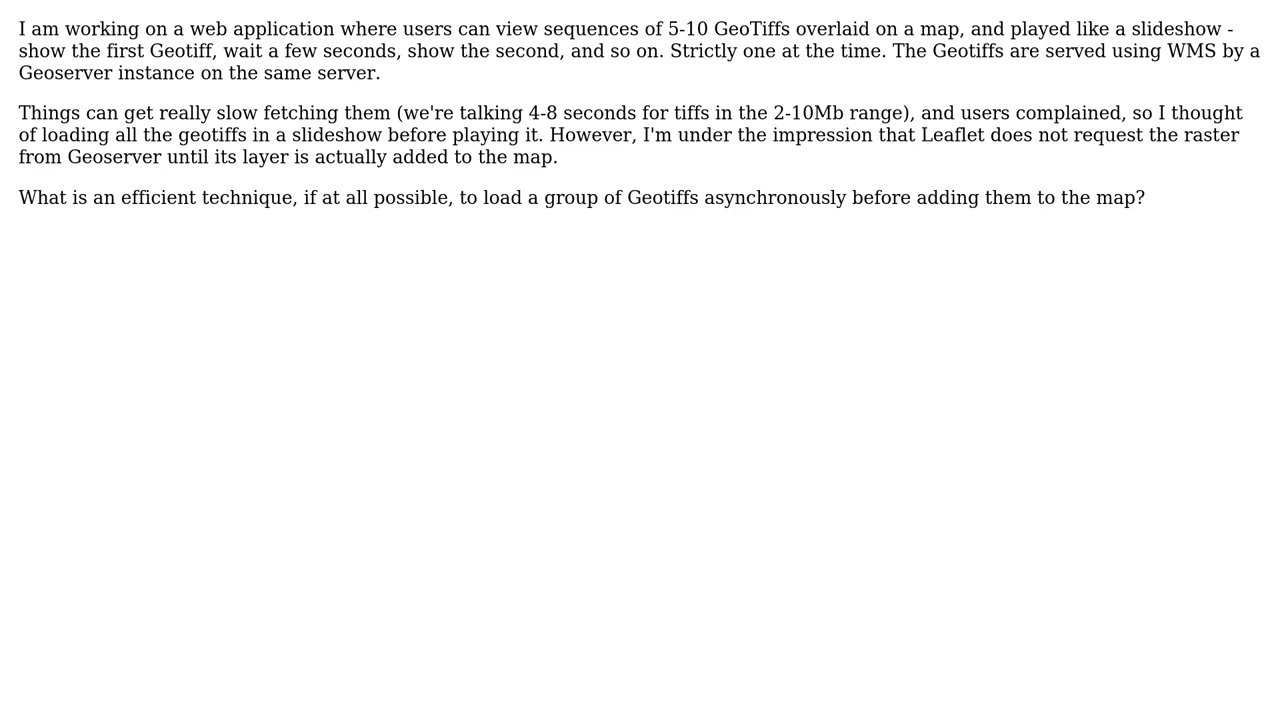 I am working on a web application where users can view sequences of 5-10 GeoTiffs overlaid on a map, and played like a slideshow -
show the first Geotiff, wait a few seconds, show the second, and so on. Strictly one at the time. The Geotiffs are served using WMS by a
Geoserver instance on the same server.
Things can get really slow fetching them (we're talking 4-8 seconds for tiffs in the 2-10Mb range), and users complained, so I thought
of loading all the geotiffs in a slideshow before playing it. However, I'm under the impression that Leaflet does not request the raster
from Geoserver until its layer is actually added to the map.
What is an efficient technique, if at all possible, to load a group of Geotiffs asynchronously before adding them to the map?